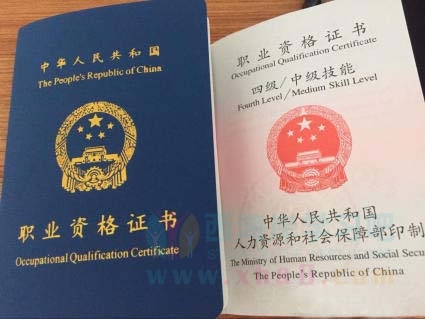 中华人民共和国
The People's Republic of China
职业资格证书
Occupational Qualification Certificate
职业资格证书
Occupational Qualification Certificate
四级/中级技能
Fourth Level/Medium Skill Level
中华人民共和国
人力资源和社会保障部印制
The Ministry of Human Resources and Social Secu
The People's Republic of China